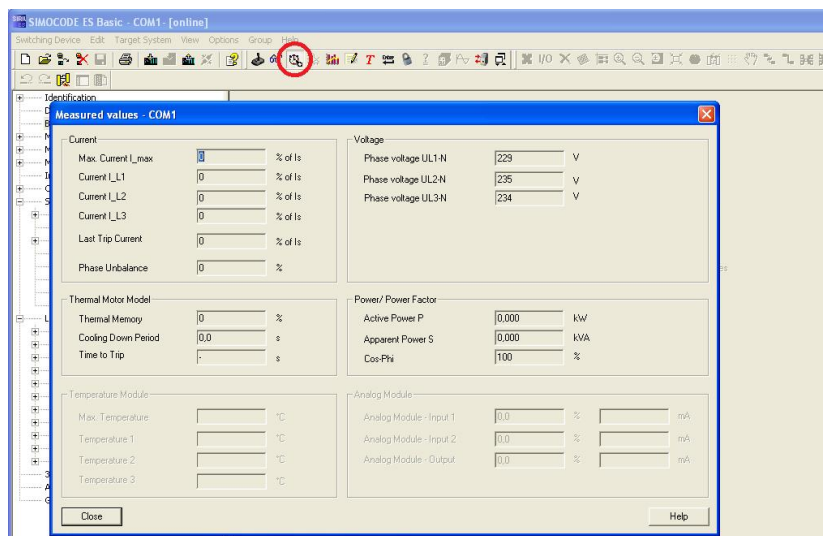 SIMOCODE ES Basic - COM1- [online]
Switching Device Edit Target System View Options Group Help
T
I/O
Identification
Measured values - COM1
Current
Max. Current I_max 0 % of Is
Current I_L1 0 % of Is
Current I_L2 0 % of Is
Current I_L3 0 % of Is
Last Trip Current 0 % of Is
Phase Unbalance 0 %
Voltage
Phase voltage UL1-N 229 V
Phase voltage UL2-N 235 V
Phase voltage UL3-N 234 V
Thermal Motor Model
Thermal Memory 0 %
Cooling Down Period 0,0 s
Time to Trip - s
Power/ Power Factor
Active Power P 0,000 kW
Apparent Power S 0,000 kVA
Cos-Phi 100 %
Temperature Module
Max. Temperature °C
Temperature 1 °C
Temperature 2 °C
Temperature 3 °C
Analog Module
Analog Module - Input 1 0,0 % mA
Analog Module - Input 2 0,0 % mA
Analog Module - Output 0,0 % mA
Close
Help